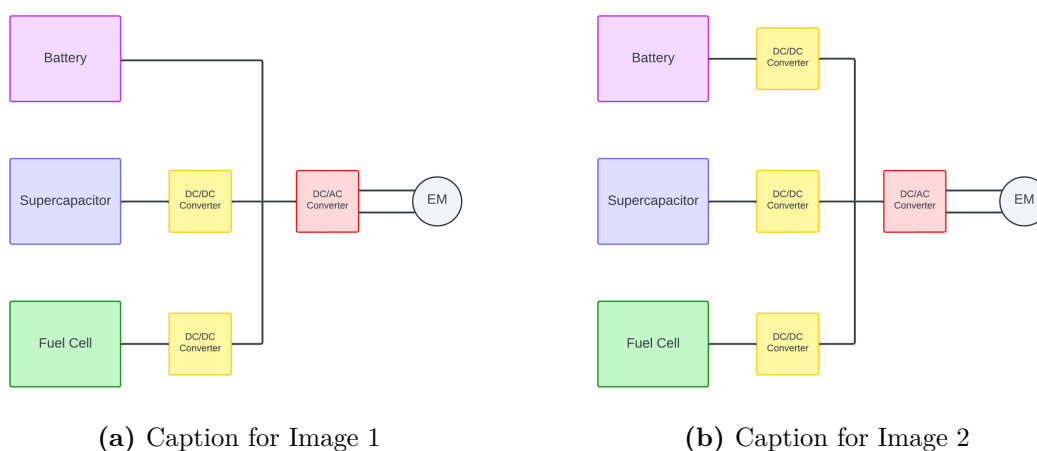 Battery
Supercapacitor
DC/DC
Converter
DC/AC
Converter
EM
Fuel Cell
DC/DC
Converter
(a) Caption for Image 1
Battery
DC/DC
Converter
Supercapacitor
DC/DC
Converter
DC/AC
Converter
EM
Fuel Cell
DC/DC
Converter
(b) Caption for Image 2